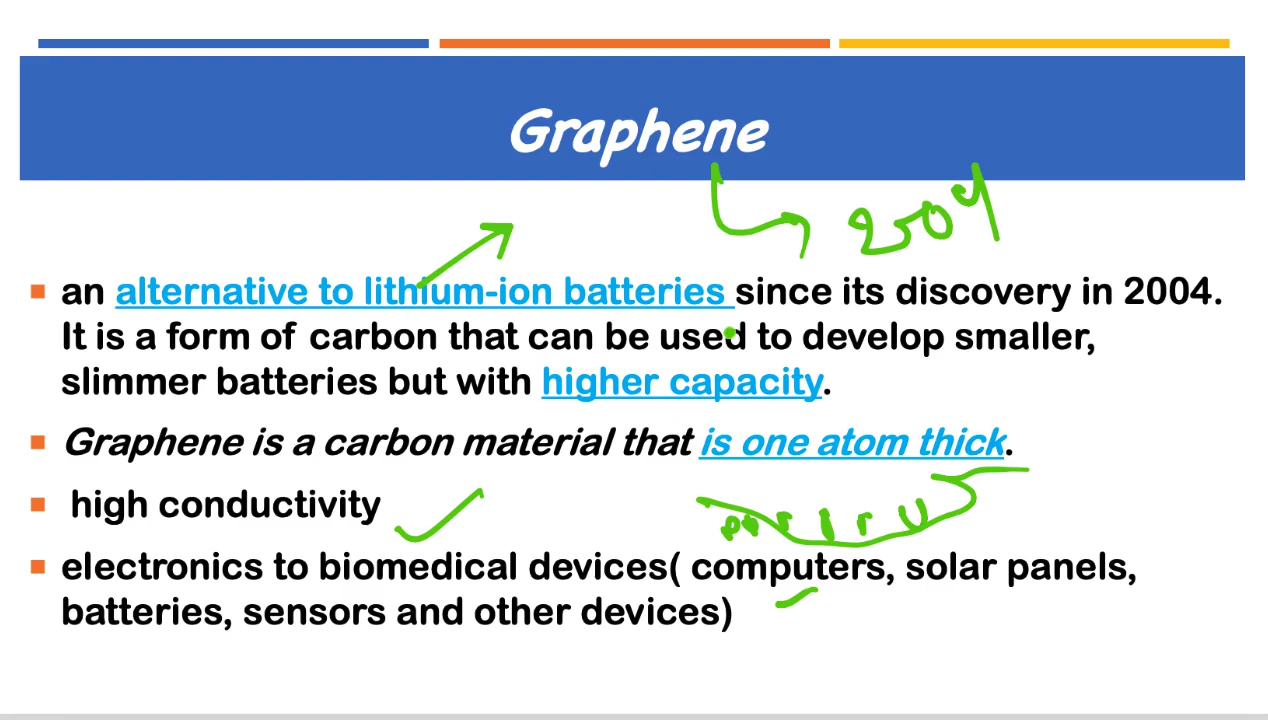 Graphene
2004
an alternative to lithium-ion batteries since its discovery in 2004.
It is a form of carbon that can be used to develop smaller,
slimmer batteries but with higher capacity.
Graphene is a carbon material that is one atom thick.
high conductivity
electronics to biomedical devices( computers, solar panels,
batteries, sensors and other devices)